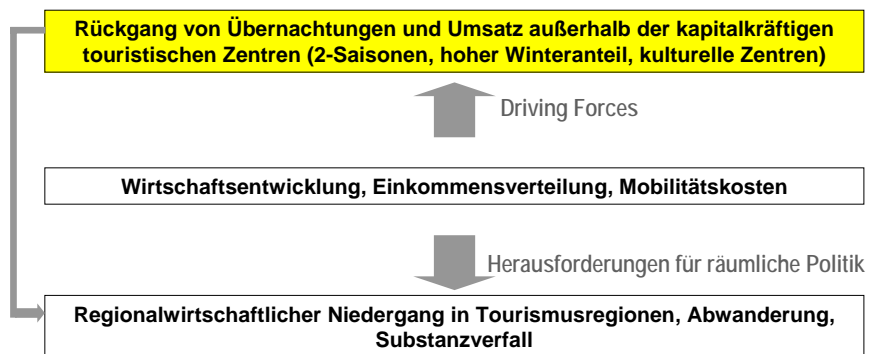 Rückgang von Übernachtungen und Umsatz außerhalb der kapitalkräftigen
touristischen Zentren (2-Saisonen, hoher Winteranteil, kulturelle Zentren)
Driving Forces
Wirtschaftsentwicklung, Einkommensverteilung, Mobilitätskosten
Herausforderungen für räumliche Politik
Regionalwirtschaftlicher Niedergang in Tourismusregionen, Abwanderung,
Substanzverfall